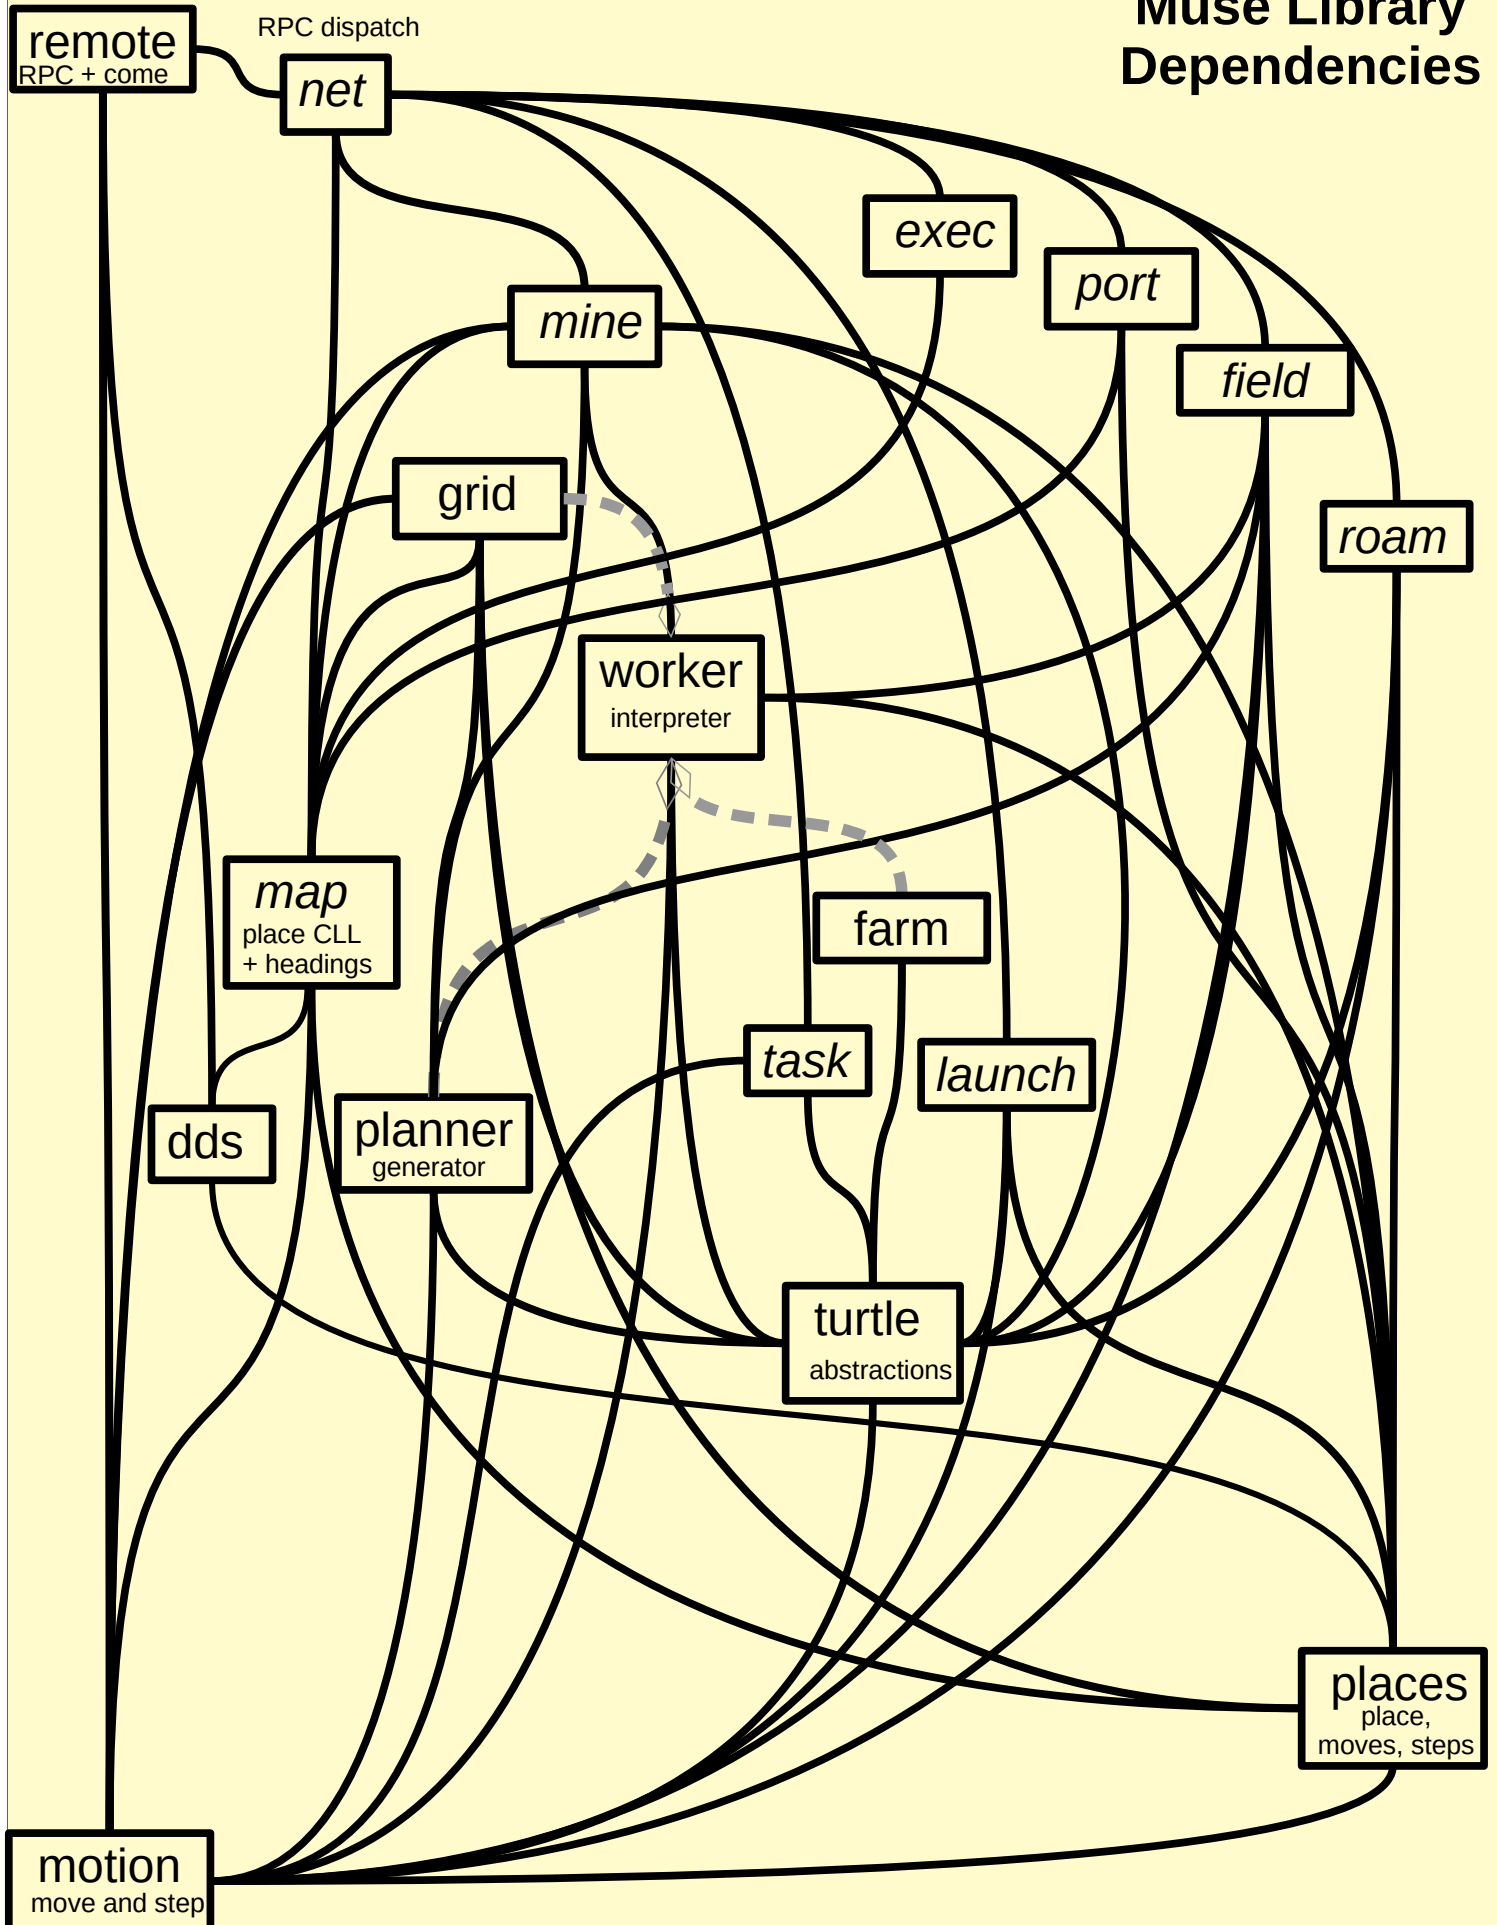 Muse Library
Dependencies
remote
RPC + come
RPC dispatch
net
exec
port
mine
field
grid
roam
worker
interpreter
map
place CLL
+ headings
farm
task
launch
dds
planner
generator
turtle
abstractions
places
place,
moves, steps
motion
move and step